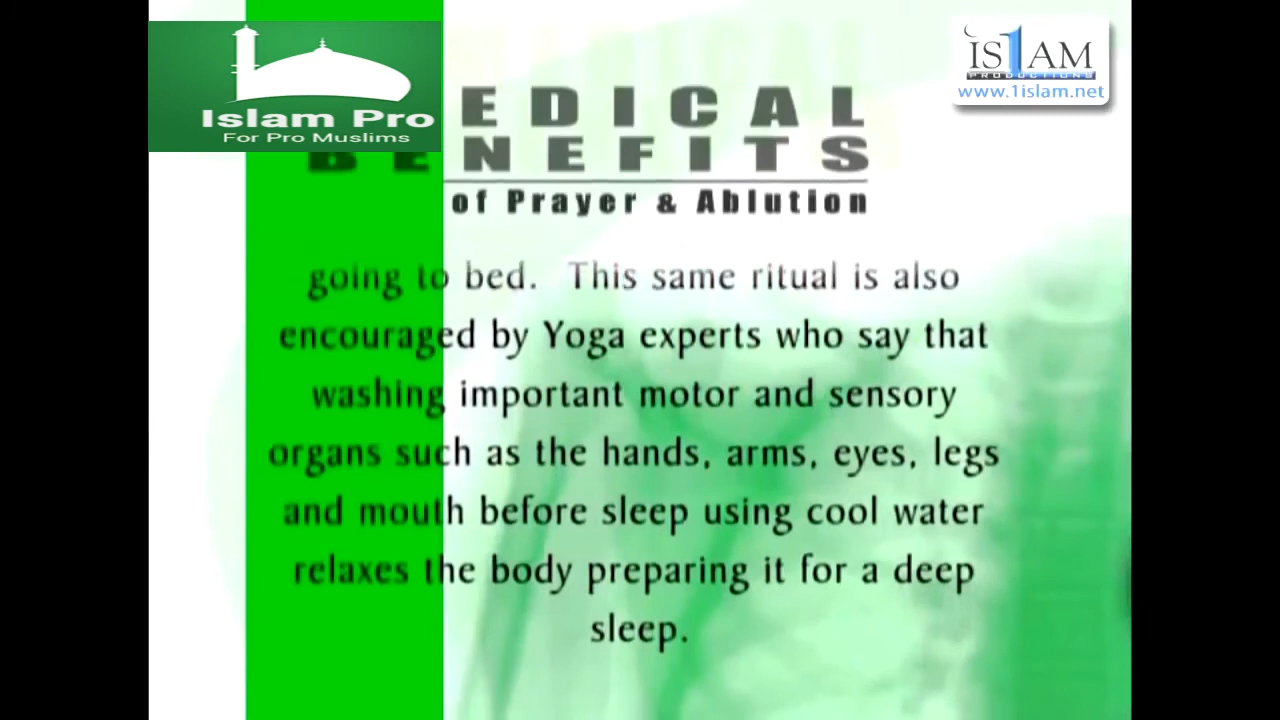 Islam Pro
For Pro Muslims
IS1AM
PRODUCTIONS
www.1islam.net
EDICAL
BENEFITS
of Prayer & Ablution
going to bed. This same ritual is also
encouraged by Yoga experts who say that
washing important motor and sensory
organs such as the hands, arms, eyes, legs
and mouth before sleep using cool water
relaxes the body preparing it for a deep
sleep.